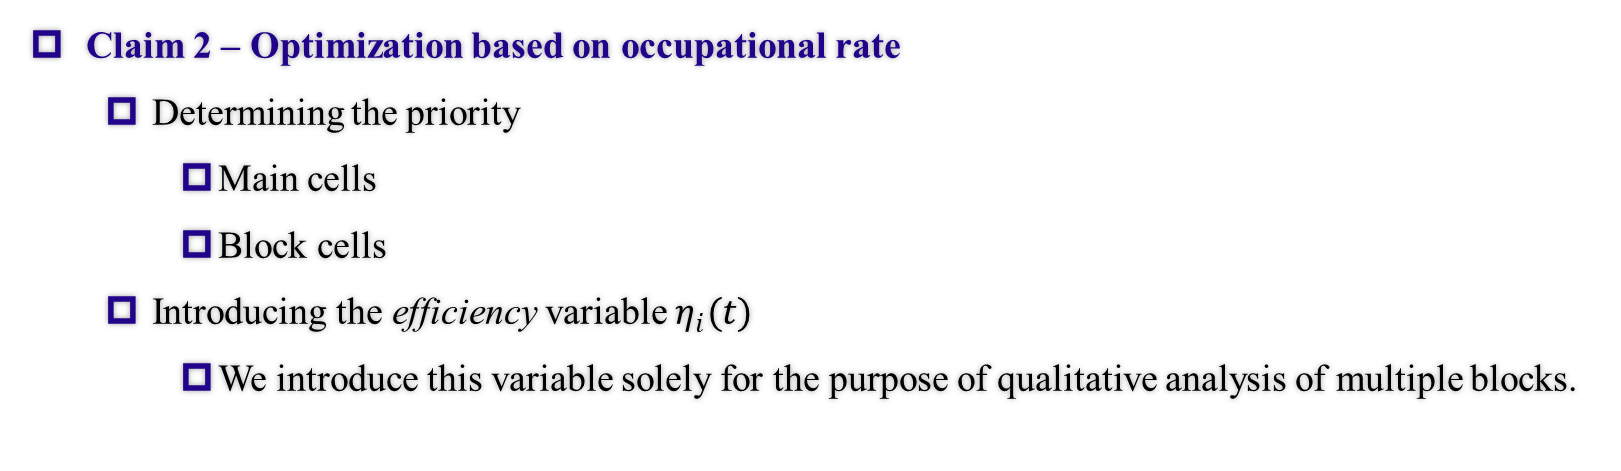 Claim 2 – Optimization based on occupational rate
Determining the priority
Main cells
Block cells
Introducing the efficiency variable η_i(t)
We introduce this variable solely for the purpose of qualitative analysis of multiple blocks.